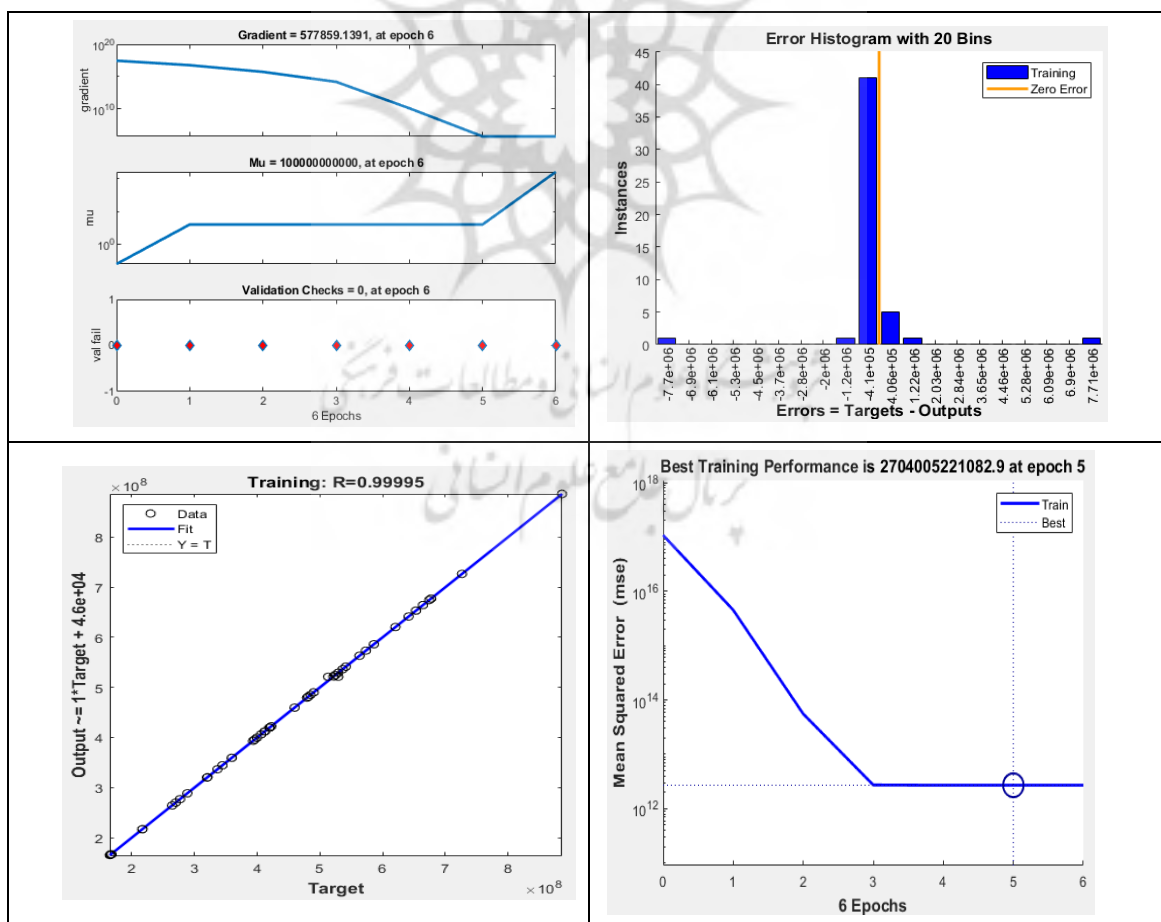 Gradient = 577859.1391, at epoch 6
10^20
10^10
gradient
Mu = 100000000000, at epoch 6
10^0
mu
Validation Checks = 0, at epoch 6
1
0
-1
val fail
0 1 2 3 4 5 6
6 Epochs
Error Histogram with 20 Bins
45
40
35
30
25
20
15
10
5
0
Instances
Training
Zero Error
-7.7e+06
-6.9e+06
-6.1e+06
-5.3e+06
-4.5e+06
-3.7e+06
-2.8e+06
-2e+06
-1.2e+06
-4.1e+05
4.06e+05
1.22e+06
2.03e+06
2.84e+06
3.65e+06
4.46e+06
5.28e+06
6.09e+06
6.9e+06
7.71e+06
Errors = Targets - Outputs
پژوهشگاه علوم انسانی و مطالعات فرهنگی
پرتال جامع علوم انسانی
Training: R=0.99995
×10^8
Data
Fit
Y = T
8
7
6
5
4
3
2
Output ~= 1*Target + 4.6e+04
2 3 4 5 6 7 8
×10^8
Target
Best Training Performance is 2704005221082.9 at epoch 5
10^18
10^16
10^14
10^12
Mean Squared Error (mse)
Train
Best
0 1 2 3 4 5 6
6 Epochs